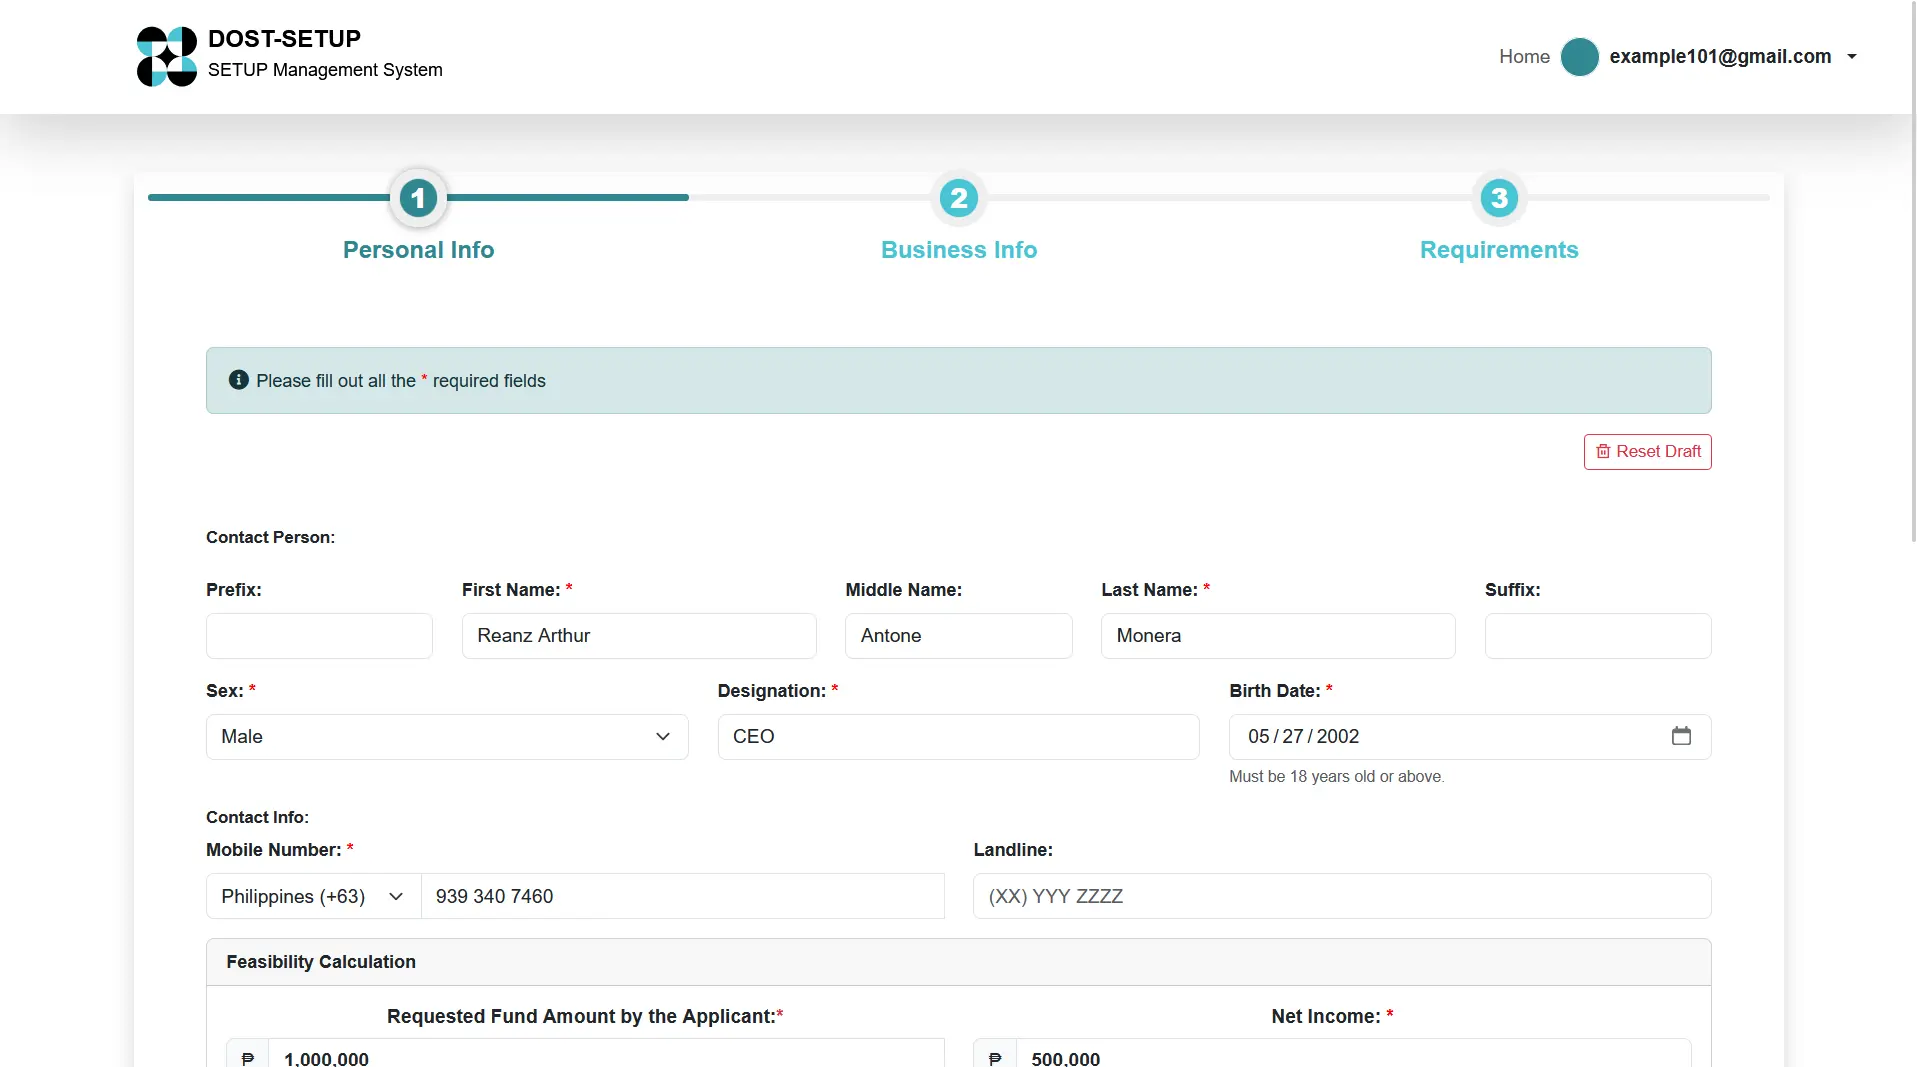 DOST-SETUP
SETUP Management System
Home example101@gmail.com
1 2 3
Personal Info Business Info Requirements
Please fill out all the * required fields
Reset Draft
Contact Person:
Prefix: First Name: * Middle Name: Last Name: * Suffix:
Reanz Arthur Antone Monera
Sex: * Designation: * Birth Date: *
Male CEO 05/27/2002
Must be 18 years old or above.
Contact Info:
Mobile Number: * Landline:
Philippines (+63) 939 340 7460 (XX) YYY ZZZZ
Feasibility Calculation
Requested Fund Amount by the Applicant:* Net Income: *
₱ 1,000,000 ₱ 500,000